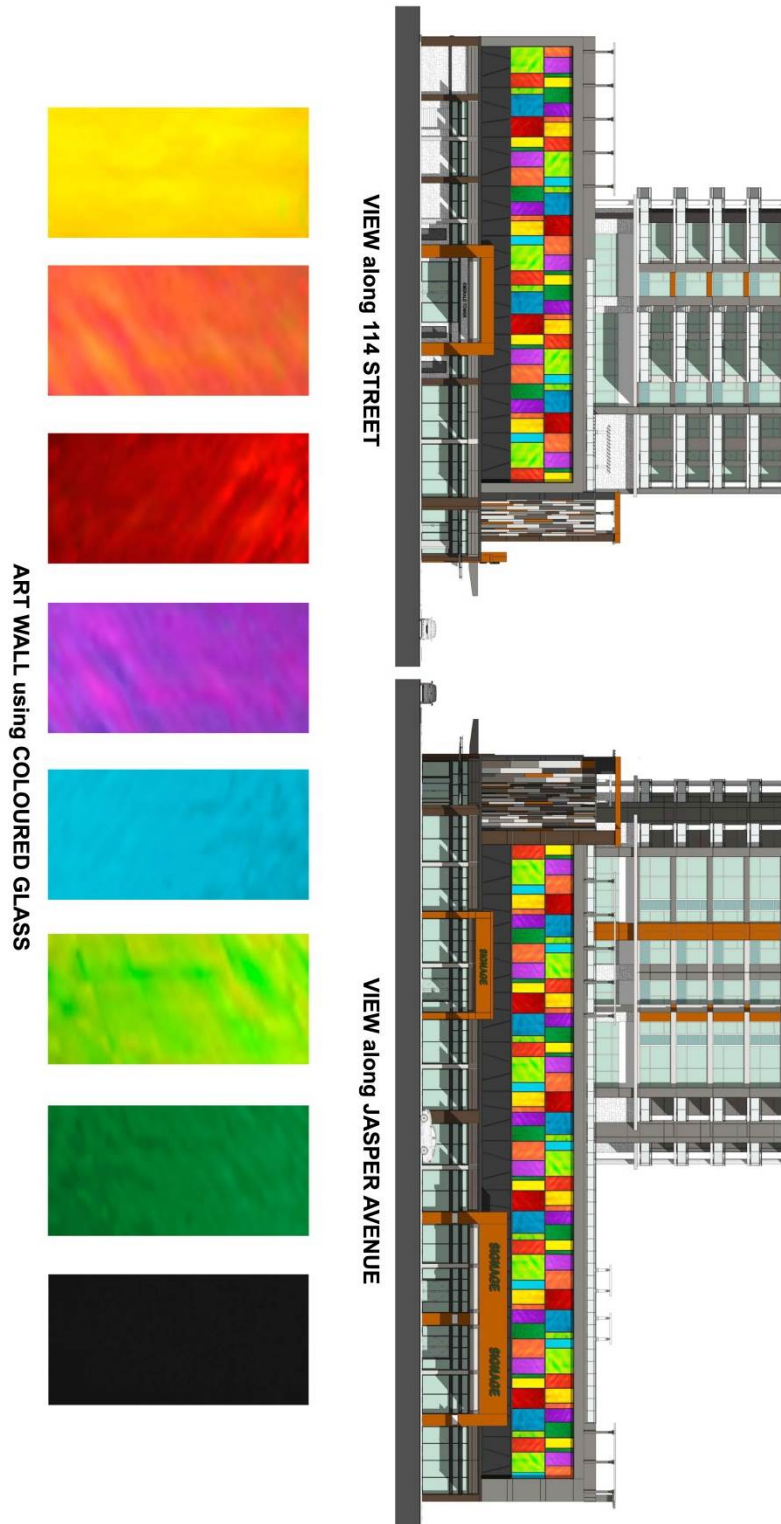 VIEW along 114 STREET
VIEW along JASPER AVENUE
SIGNAGE
SIGNAGE
SIGNAGE
ART WALL using COLOURED GLASS